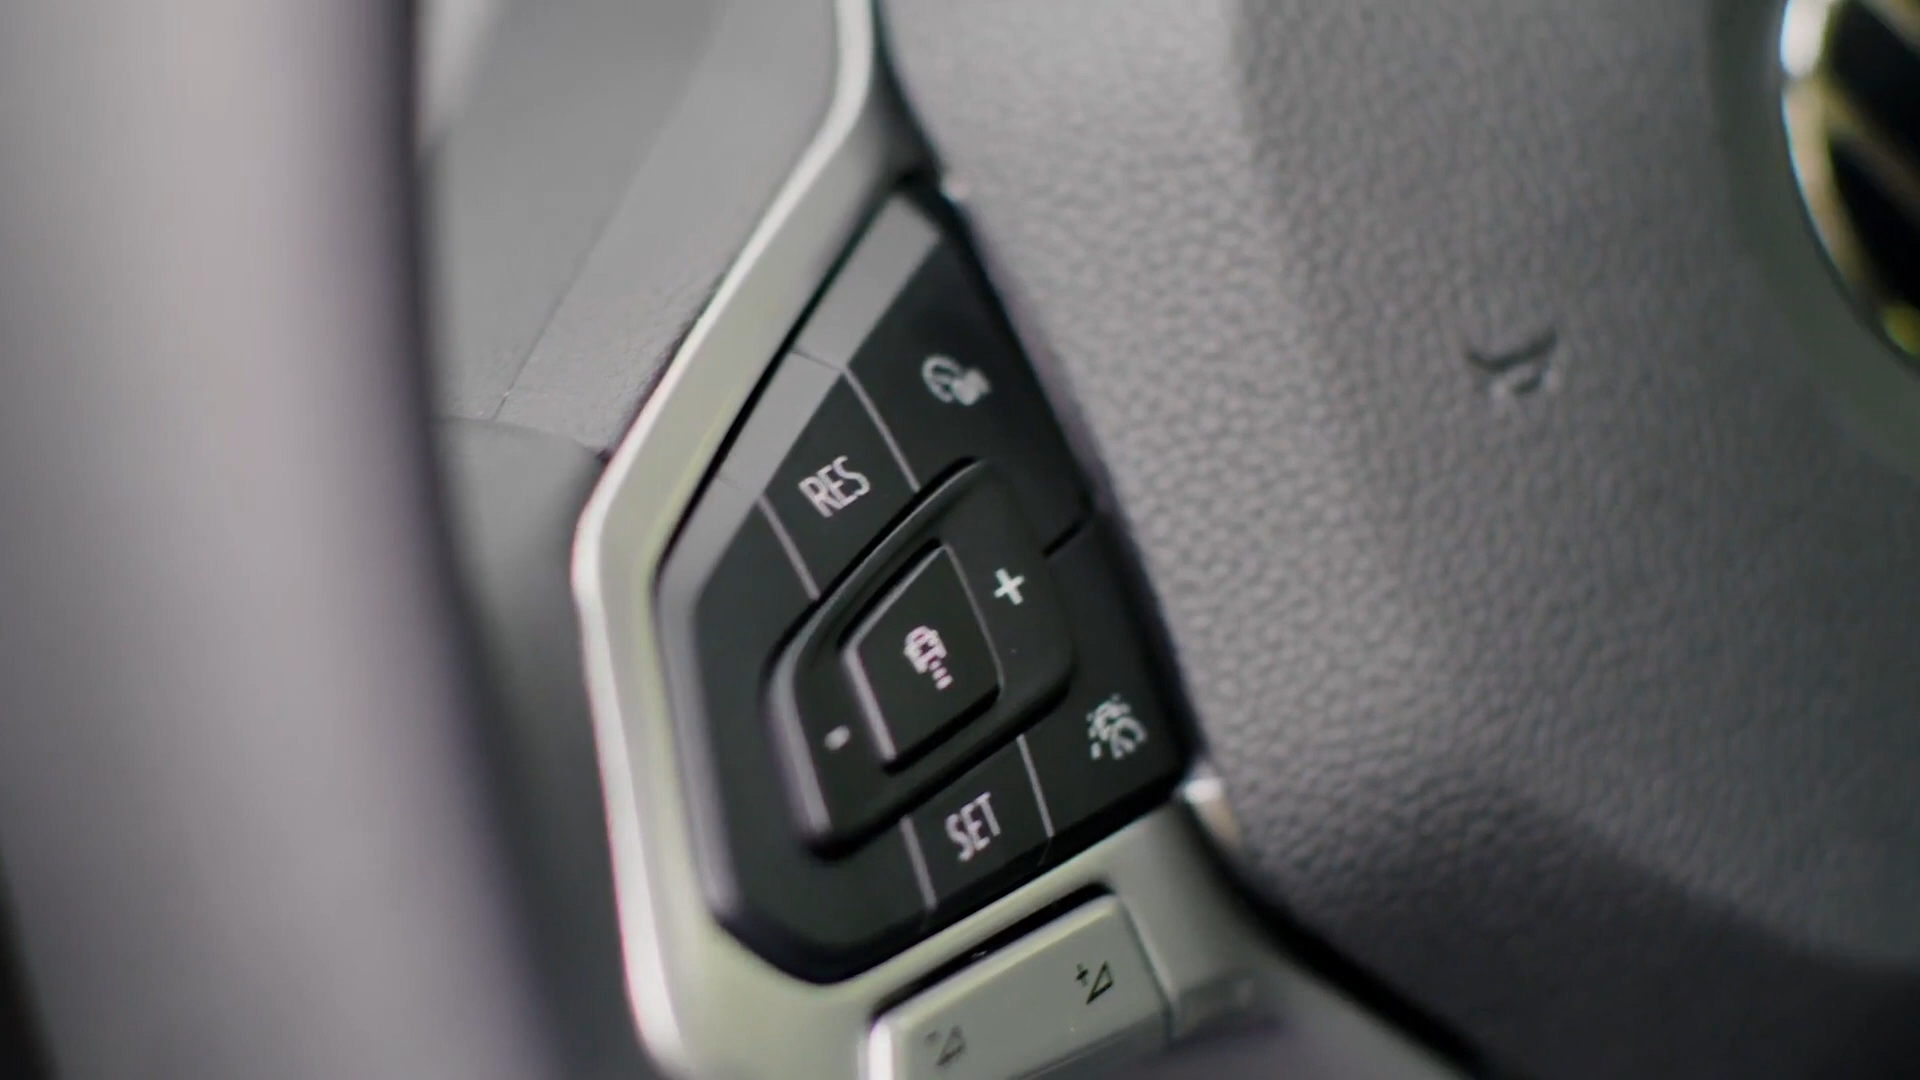 RES
+
-
SET
+
-